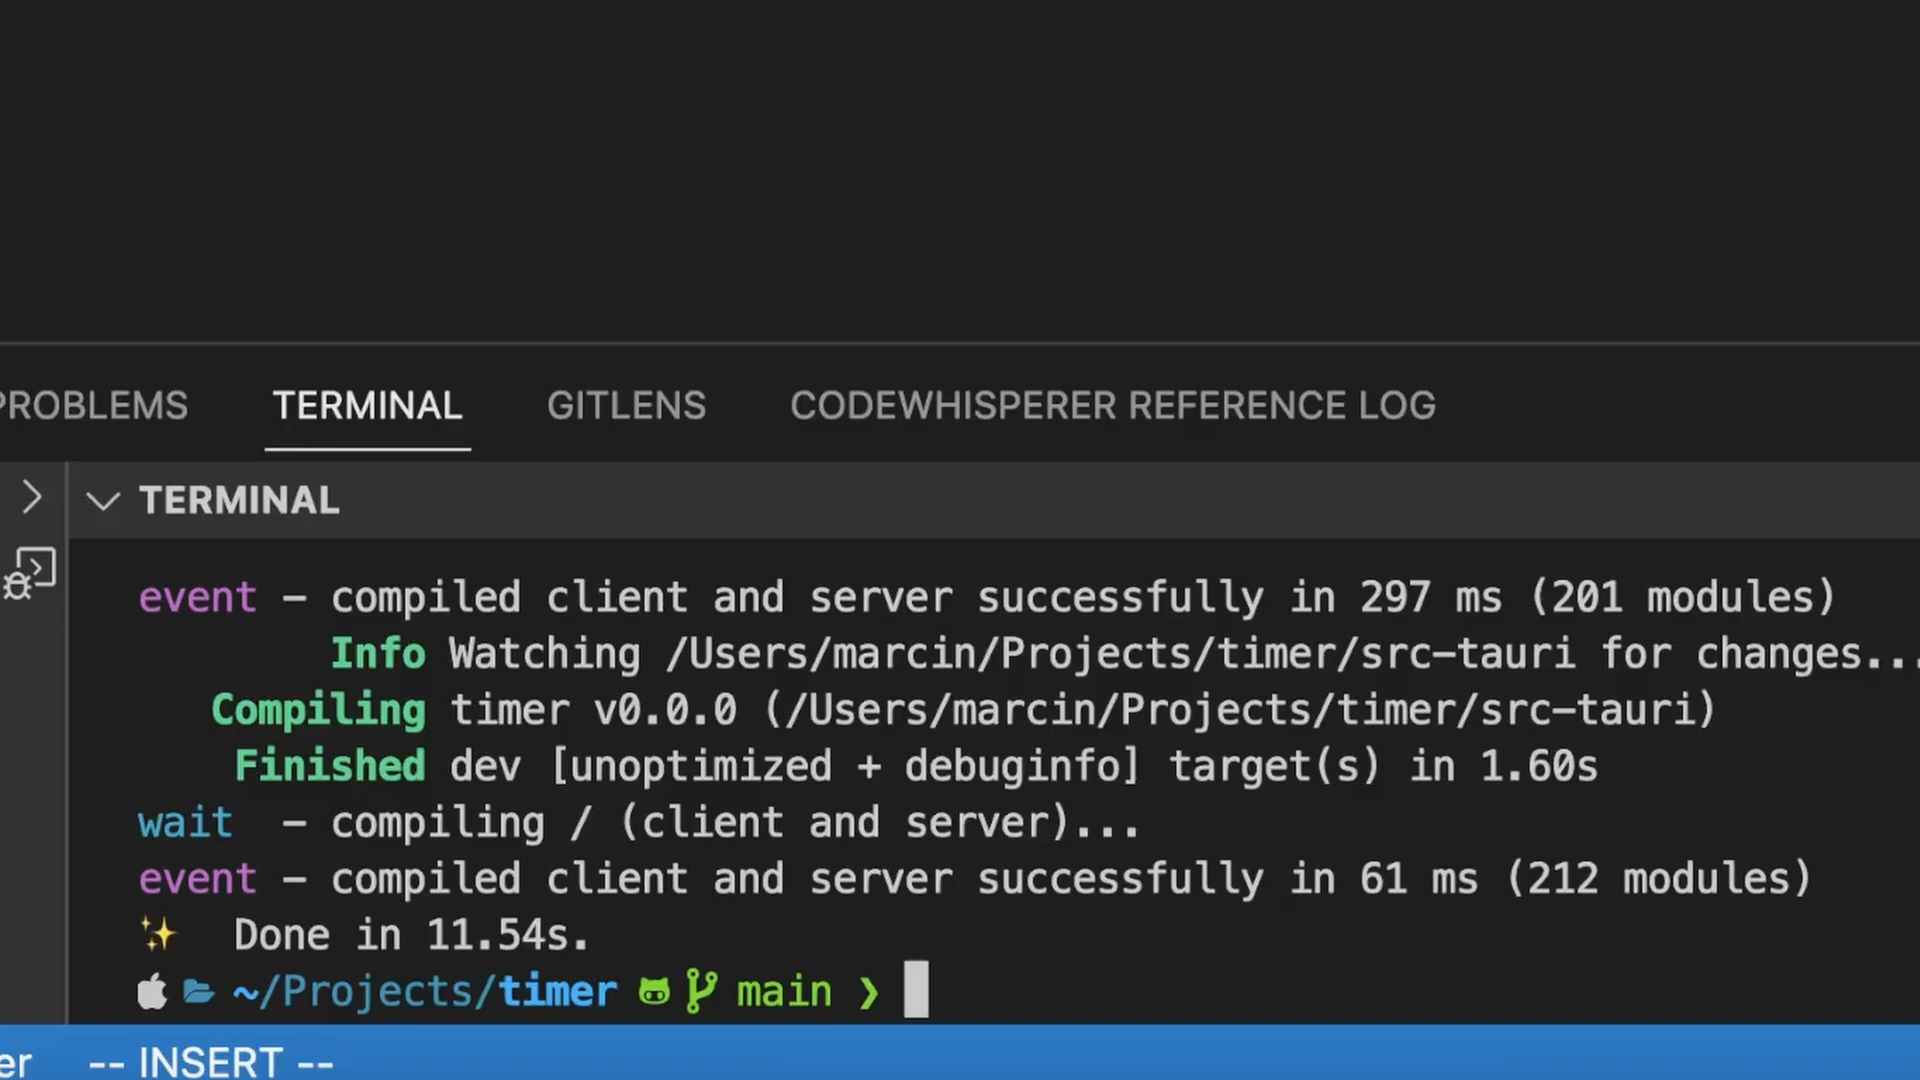 PROBLEMS TERMINAL GITLENS CODEWHISPERER REFERENCE LOG
TERMINAL
event - compiled client and server successfully in 297 ms (201 modules)
Info Watching /Users/marcin/Projects/timer/src-tauri for changes...
Compiling timer v0.0.0 (/Users/marcin/Projects/timer/src-tauri)
Finished dev [unoptimized + debuginfo] target(s) in 1.60s
wait  - compiling / (client and server)...
event - compiled client and server successfully in 61 ms (212 modules)
✨  Done in 11.54s.
~/Projects/timer main ❯
er -- INSERT --